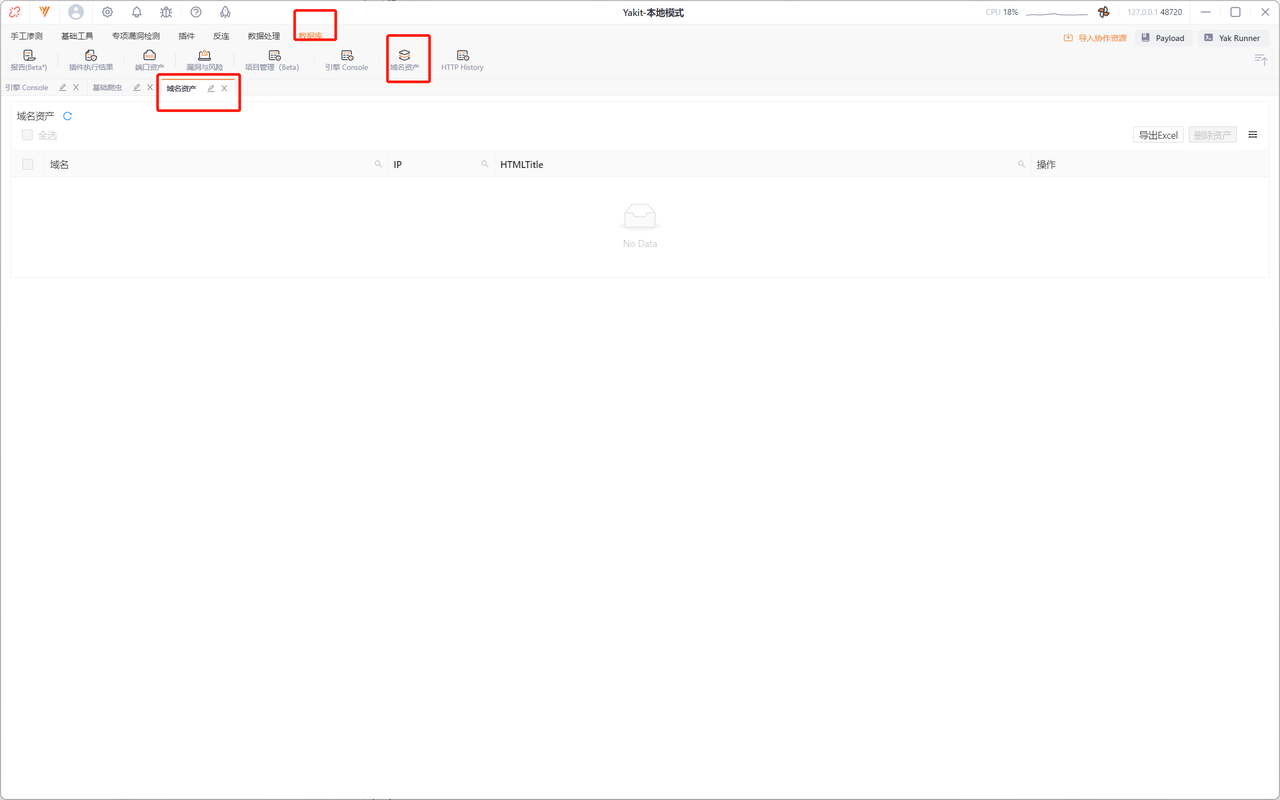 Yakit-本地模式 CPU 18% 127.0.0.1 48720
手工渗测 基础工具 专项漏洞检测 插件 反连 数据处理 数据库 导入协作资源 Payload Yak Runner
报告(Beta*) 插件执行结果 端口资产 漏洞与风险 项目管理（Beta） 引擎 Console 域名资产 HTTP History
引擎 Console 基础爬虫 域名资产
域名资产
全选 导出Excel 删除资产
域名 IP HTMLTitle 操作
No Data